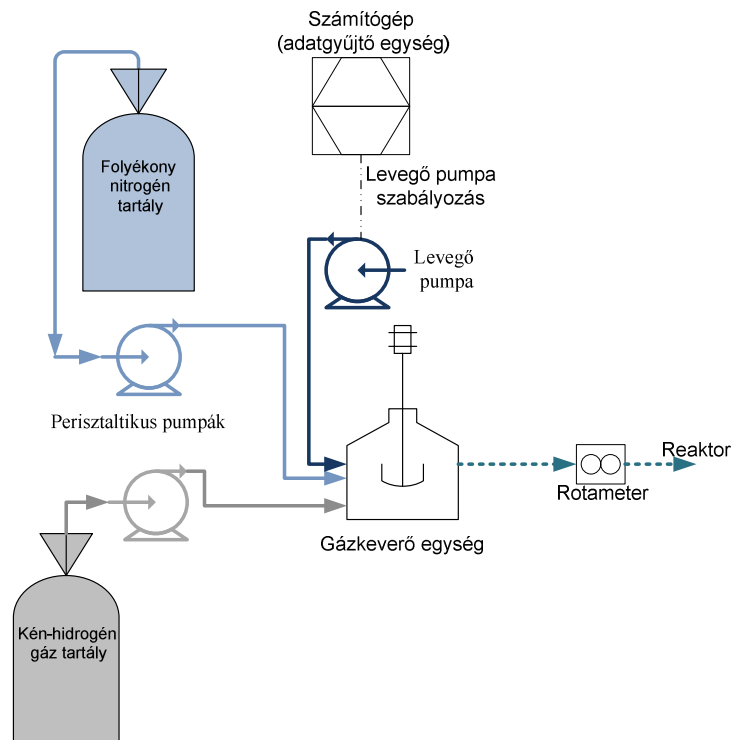 Számítógép
(adatgyűjtő egység)
Folyékony
nitrogén
tartály
Levegő pumpa
szabályozás
Levegő
pumpa
Perisztaltikus pumpák
Reaktor
Rotameter
Gázkeverő egység
Kén-hidrogén
gáz tartály